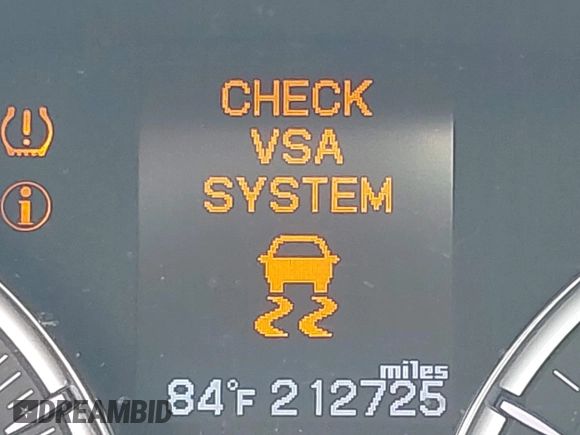 CHECK
VSA
SYSTEM
miles
84°F 212725
DREAMBID